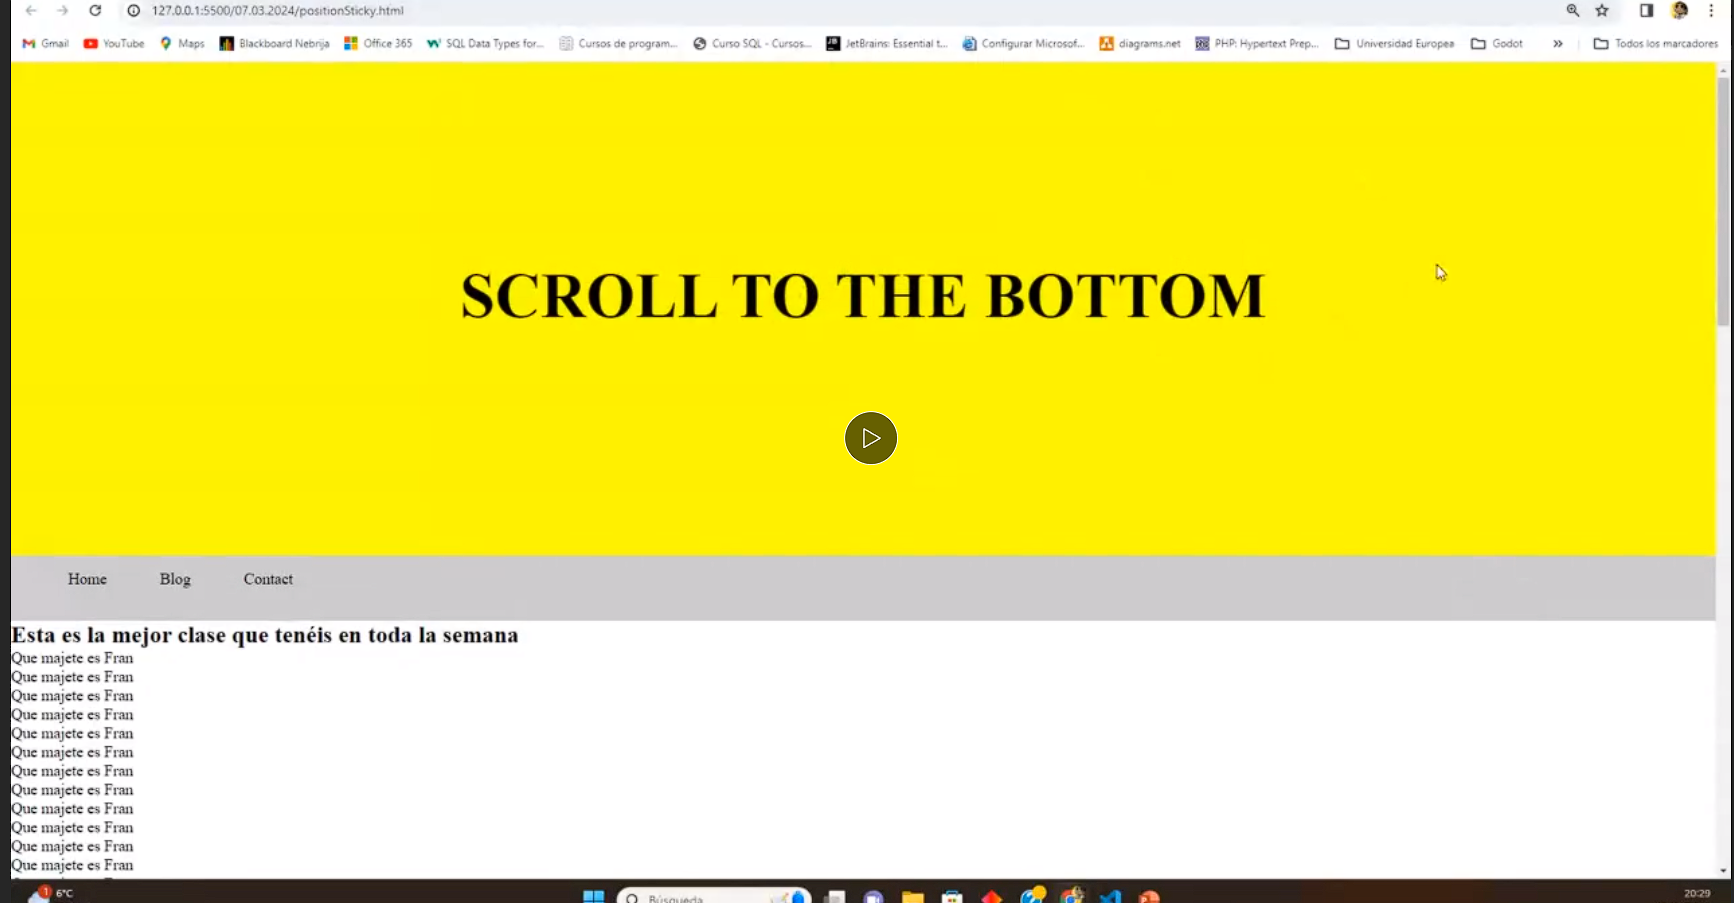 127.0.0.1:5500/07.03.2024/positionSticky.html
Gmail YouTube Maps Blackboard Nebrija Office 365 SQL Data Types for... Cursos de program... Curso SQL - Cursos... JetBrains: Essential t... Configurar Microsof... diagrams.net PHP: Hypertext Prep... Universidad Europea Godot » Todos los marcadores
SCROLL TO THE BOTTOM
Home Blog Contact
Esta es la mejor clase que tenéis en toda la semana
Que majete es Fran
Que majete es Fran
Que majete es Fran
Que majete es Fran
Que majete es Fran
Que majete es Fran
Que majete es Fran
Que majete es Fran
Que majete es Fran
Que majete es Fran
Que majete es Fran
Que majete es Fran
1 6°C Búsqueda 20:29